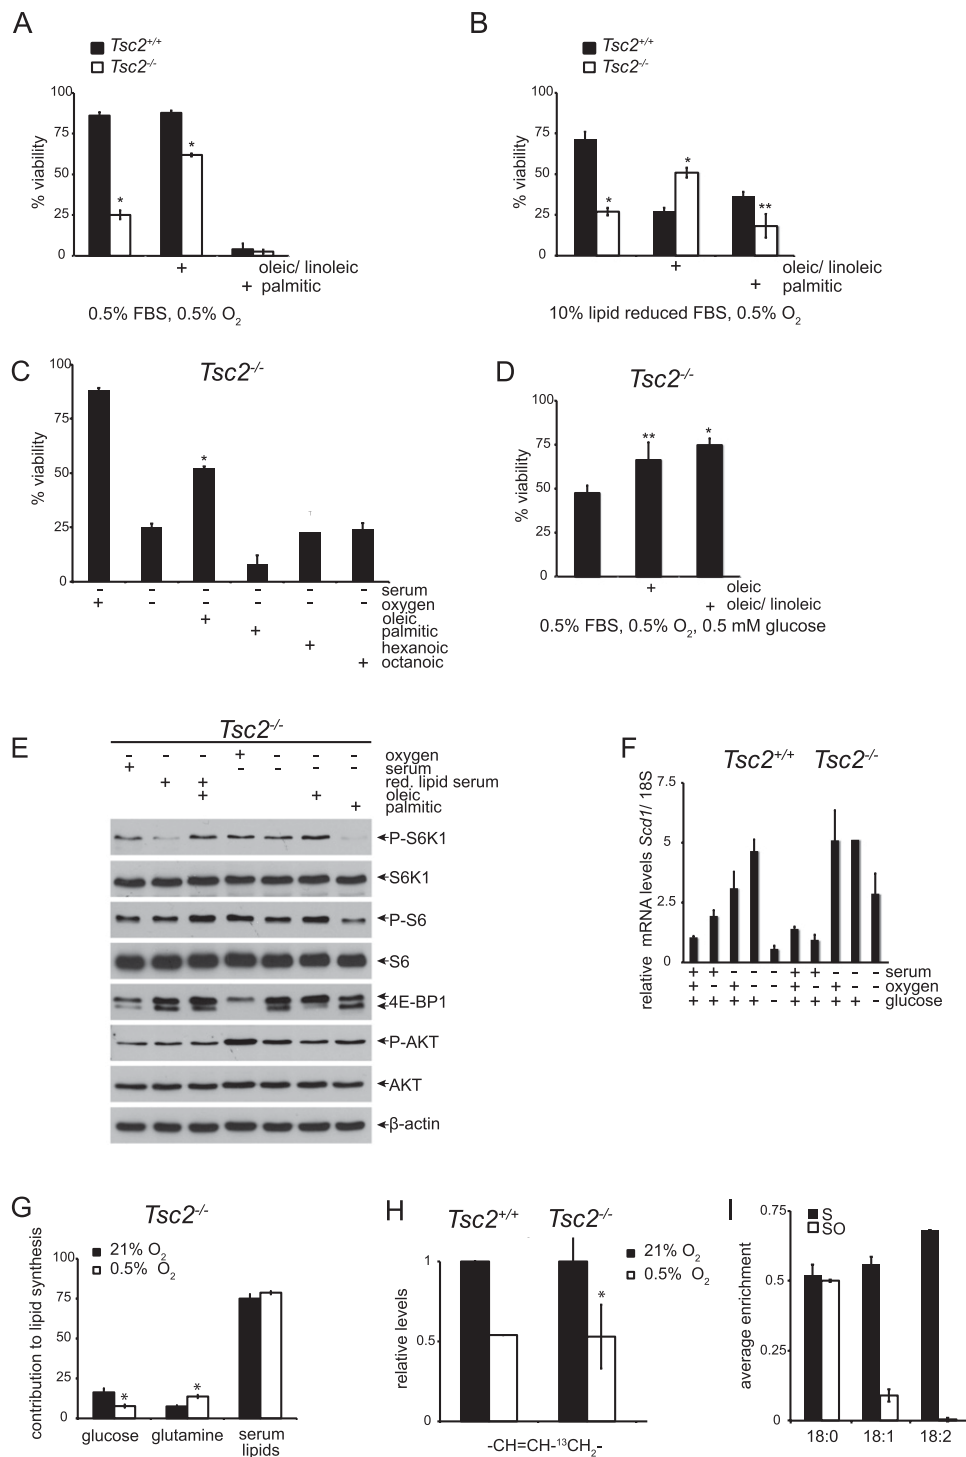 A
Tsc2+/+
Tsc2-/-
100
75
50
25
0
% viability
*
*
+ oleic/ linoleic
+ palmitic
0.5% FBS, 0.5% O2
B
Tsc2+/+
Tsc2-/-
100
75
50
25
0
% viability
*
*
**
+ oleic/ linoleic
+ palmitic
10% lipid reduced FBS, 0.5% O2
C
Tsc2-/-
100
75
50
25
0
% viability
*
- - - - - - serum
+ - - - - - oxygen
+ oleic
+ palmitic
+ hexanoic
+ octanoic
D
Tsc2-/-
100
75
50
25
0
% viability
**
*
+ oleic
+ oleic/ linoleic
0.5% FBS, 0.5% O2, 0.5 mM glucose
E
Tsc2-/-
- - - + - - - oxygen
+ - - - - serum
+ + red. lipid serum
+ + oleic
+ palmitic
P-S6K1
S6K1
P-S6
S6
4E-BP1
P-AKT
AKT
β-actin
F
Tsc2+/+ Tsc2-/-
relative mRNA levels Scd1/ 18S
7.5
5
2.5
0
+ + - - - + + - - - serum
+ - + - - + - + - - oxygen
+ + + + - + + + + - glucose
G
Tsc2-/-
21% O2
0.5% O2
contribution to lipid synthesis
100
75
25
0
*
*
glucose glutamine serum
lipids
H
Tsc2+/+ Tsc2-/-
21% O2
0.5% O2
relative levels
1
0.5
0
*
-CH=CH-13CH2-
I
S
SO
average enrichment
0.75
0.5
0.25
0
18:0 18:1 18:2